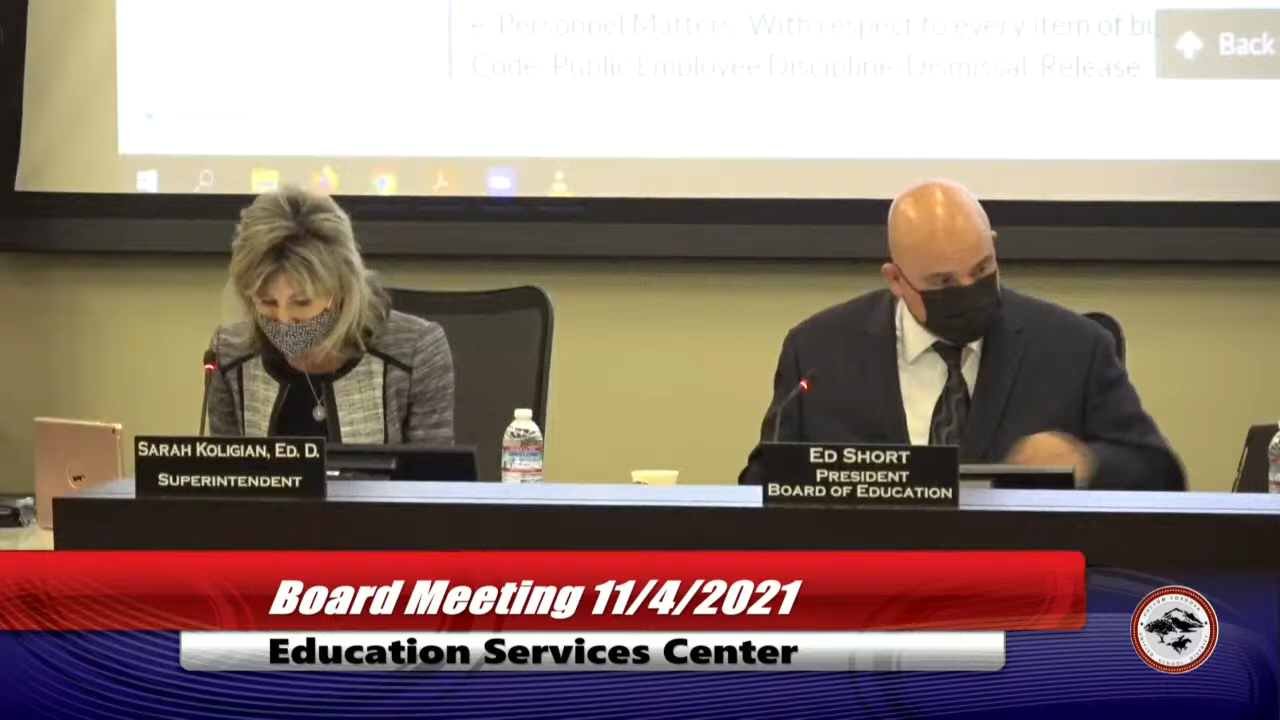 e. Personnel Matters. With respect to every item of bu
Code: Public Employee Discipline, Dismissal, Release
Back
SARAH KOLIGIAN, ED. D.
SUPERINTENDENT
ED SHORT
PRESIDENT
BOARD OF EDUCATION
Board Meeting 11/4/2021
Education Services Center